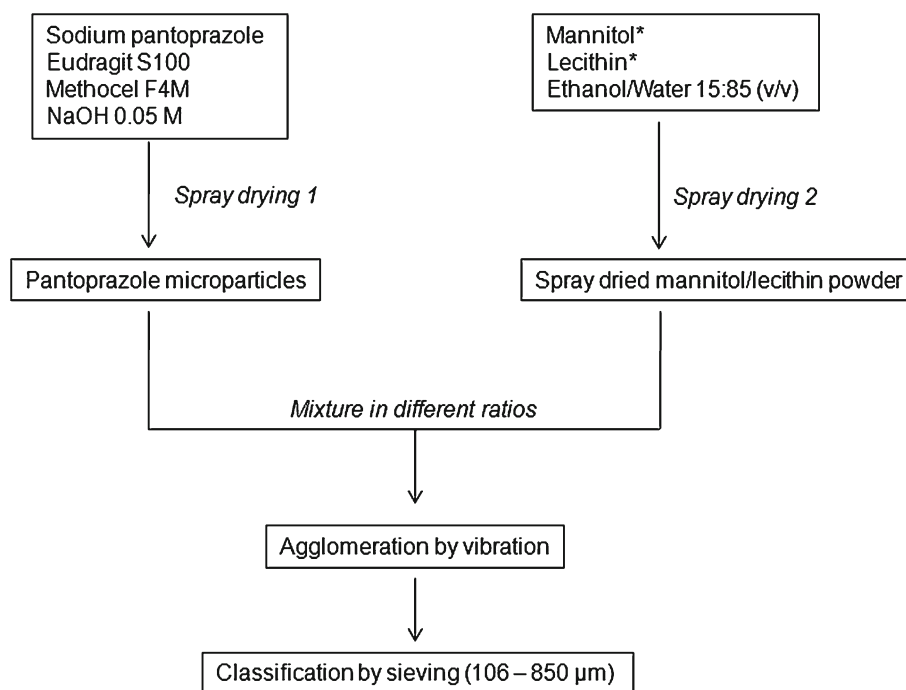 Sodium pantoprazole
Eudragit S100
Methocel F4M
NaOH 0.05 M
Mannitol*
Lecithin*
Ethanol/Water 15:85 (v/v)
Spray drying 1
Spray drying 2
Pantoprazole microparticles
Spray dried mannitol/lecithin powder
Mixture in different ratios
Agglomeration by vibration
Classification by sieving (106 – 850 µm)